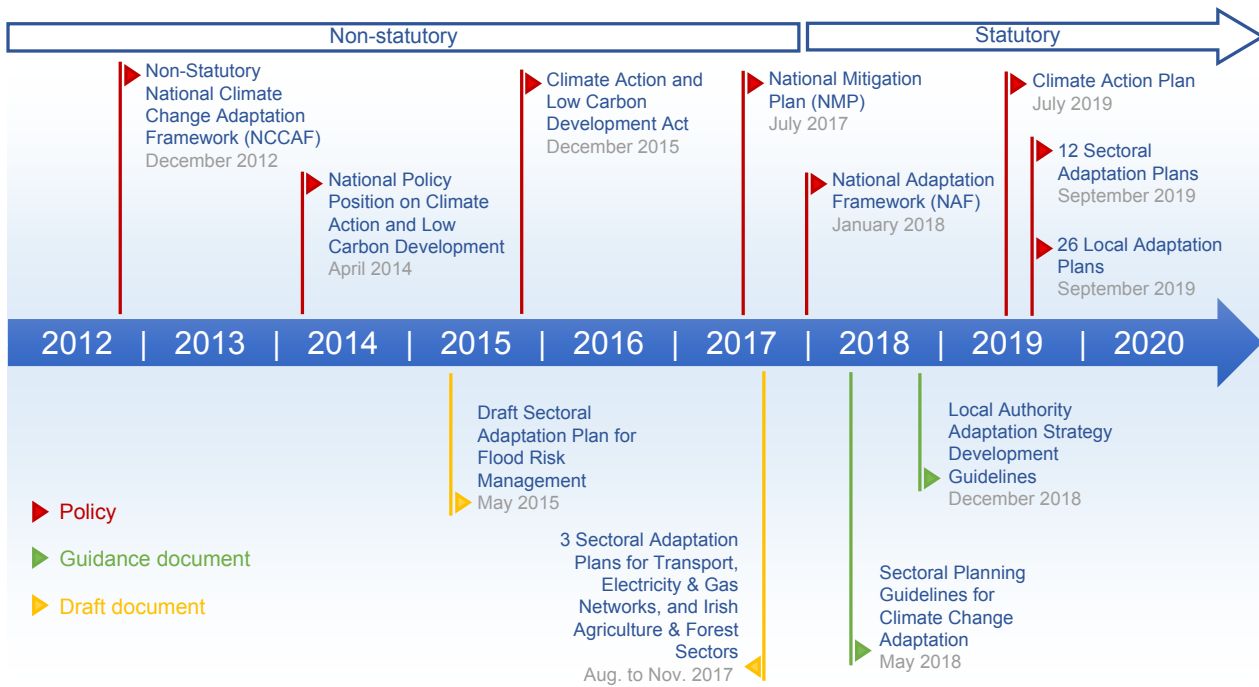 Non-statutory
Statutory
Non-Statutory
National Climate
Change Adaptation
Framework (NCCAF)
December 2012
National Policy
Position on Climate
Action and Low
Carbon Development
April 2014
Climate Action and
Low Carbon
Development Act
December 2015
National Mitigation
Plan (NMP)
July 2017
National Adaptation
Framework (NAF)
January 2018
Climate Action Plan
July 2019
12 Sectoral
Adaptation Plans
September 2019
26 Local Adaptation
Plans
September 2019
2012 | 2013 | 2014 | 2015 | 2016 | 2017 | 2018 | 2019 | 2020
Draft Sectoral
Adaptation Plan for
Flood Risk
Management
May 2015
3 Sectoral Adaptation
Plans for Transport,
Electricity & Gas
Networks, and Irish
Agriculture & Forest
Sectors
Aug. to Nov. 2017
Local Authority
Adaptation Strategy
Development
Guidelines
December 2018
Sectoral Planning
Guidelines for
Climate Change
Adaptation
May 2018
Policy
Guidance document
Draft document